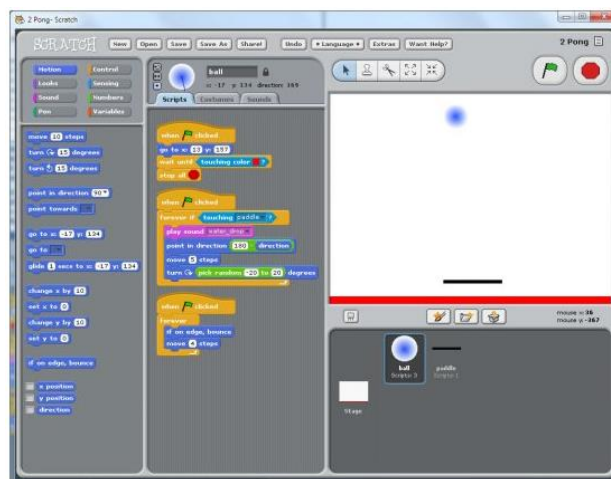 2 Pong- Scratch
SCRATCH New Open Save Save As Share! Undo Language Extras Want Help? 2 Pong
Motion Control
Looks Sensing
Sound Numbers
Pen Variables
move 10 steps
turn 15 degrees
turn 15 degrees
point in direction 90
point towards
go to x: -17 y: 134
go to
glide 1 secs to x: -17 y: 134
change x by 10
set x to 0
change y by 10
set y to 0
if on edge, bounce
x position
y position
direction
ball
x: -17 y: 134 direction: 169
Scripts Costumes Sounds
when clicked
go to x: 13 y: 157
wait until touching color ?
stop all
when clicked
forever if touching paddle ?
play sound water_drop
point in direction 180 - direction
move 5 steps
turn pick random -20 to 20 degrees
when clicked
forever
if on edge, bounce
move 4 steps
mouse x: 36
mouse y: -367
ball
Scripts: 3
paddle
Scripts: 1
Stage